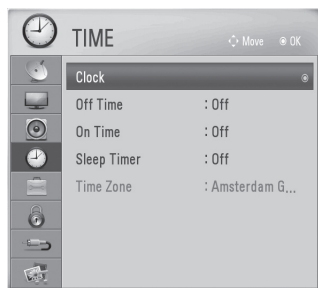 TIME
Move OK
Clock
Off Time : Off
On Time : Off
Sleep Timer : Off
Time Zone : Amsterdam G...